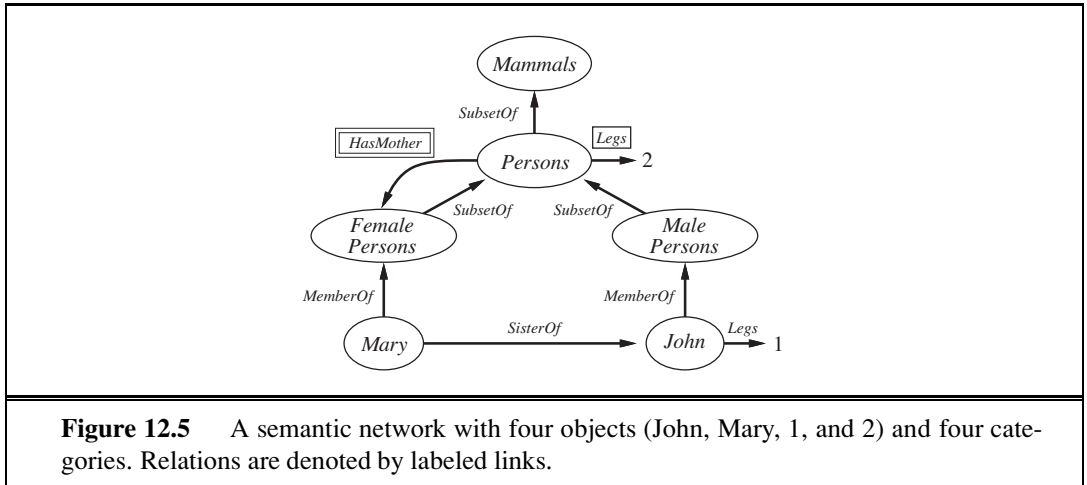 Mammals
SubsetOf
HasMother
Legs
Persons
2
SubsetOf
SubsetOf
Female
Persons
Male
Persons
MemberOf
MemberOf
Mary
SisterOf
John
Legs
1
Figure 12.5 A semantic network with four objects (John, Mary, 1, and 2) and four cate-
gories. Relations are denoted by labeled links.